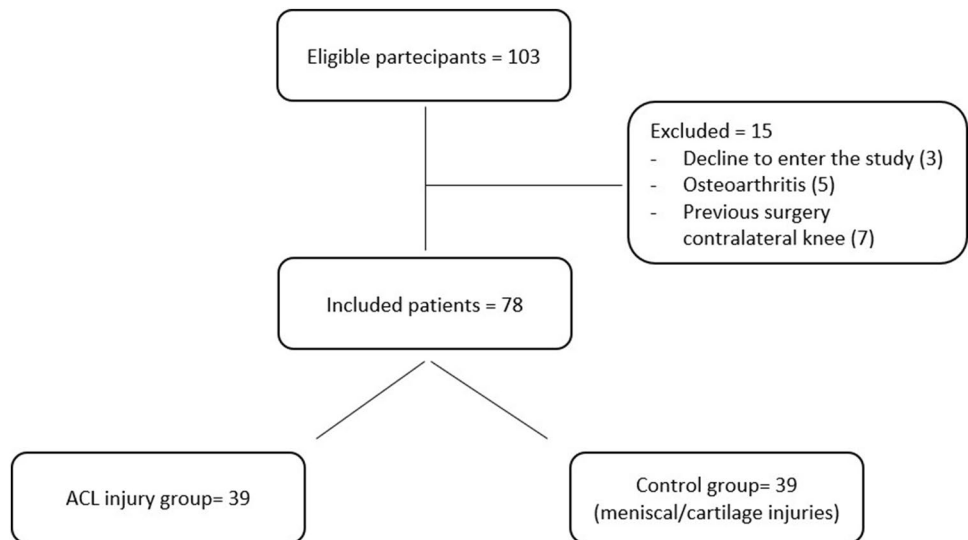 Eligible partecipants = 103
Excluded = 15
- Decline to enter the study (3)
- Osteoarthritis (5)
- Previous surgery
contralateral knee (7)
Included patients = 78
ACL injury group= 39
Control group= 39
(meniscal/cartilage injuries)